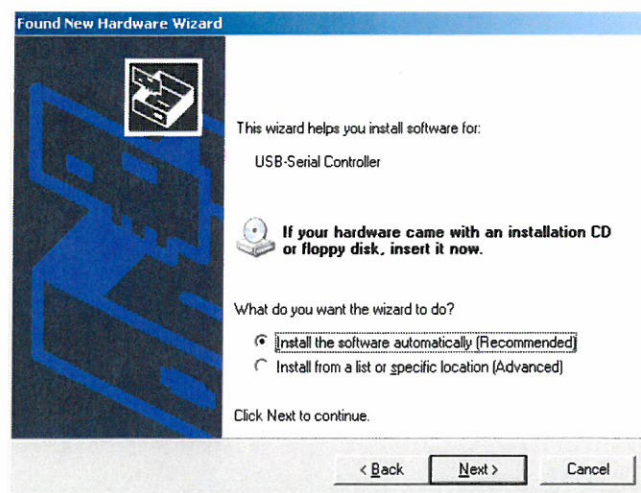 Found New Hardware Wizard
This wizard helps you install software for:
USB-Serial Controller
If your hardware came with an installation CD
or floppy disk, insert it now.
What do you want the wizard to do?
Install the software automatically (Recommended)
Install from a list or specific location (Advanced)
Click Next to continue.
< Back
Next >
Cancel